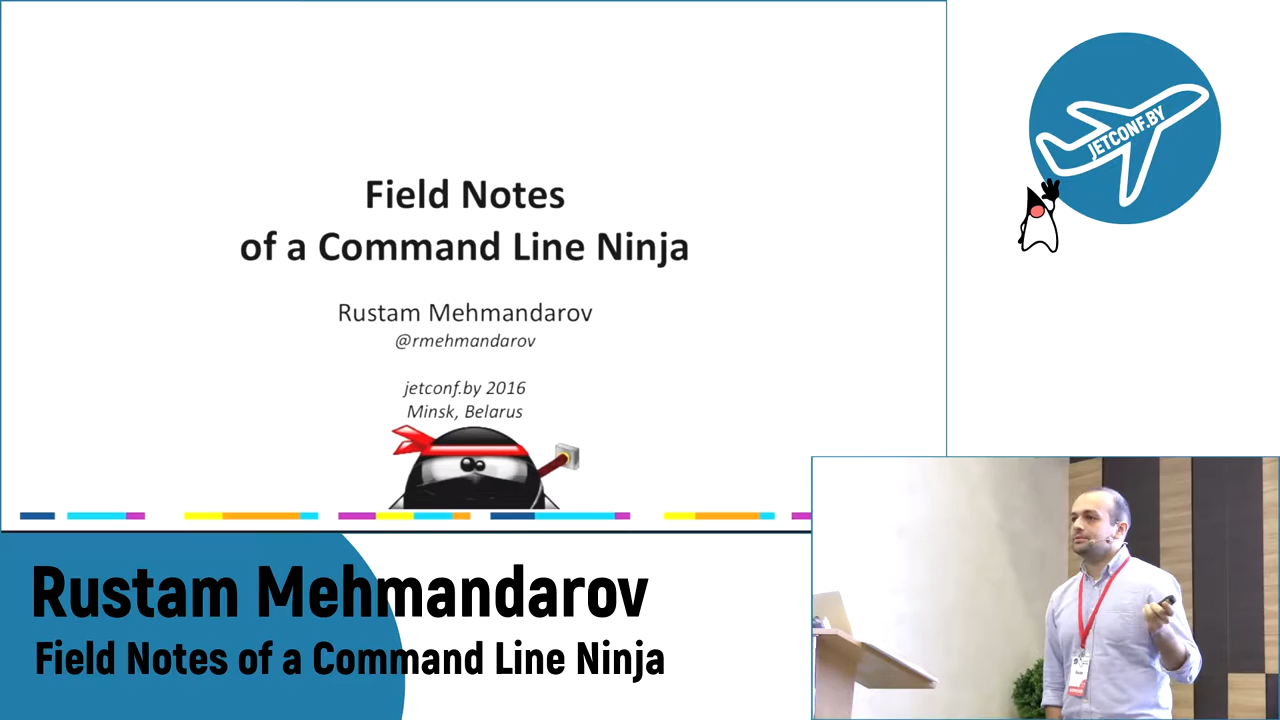 Field Notes
of a Command Line Ninja
Rustam Mehmandarov
@rmehmandarov
jetconf.by 2016
Minsk, Belarus
JETCONF.BY
Rustam Mehmandarov
Field Notes of a Command Line Ninja